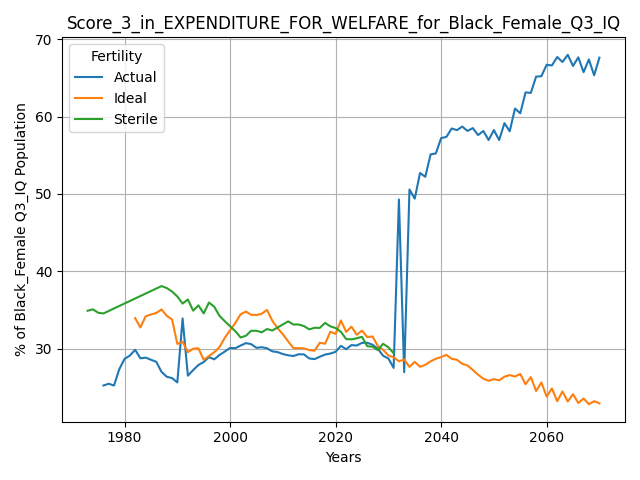 Score_3_in_EXPENDITURE_FOR_WELFARE_for_Black_Female_Q3_IQ
Fertility
Actual
Ideal
Sterile
% of Black_Female Q3_IQ Population
70
60
50
40
30
1980 2000 2020 2040 2060
Years